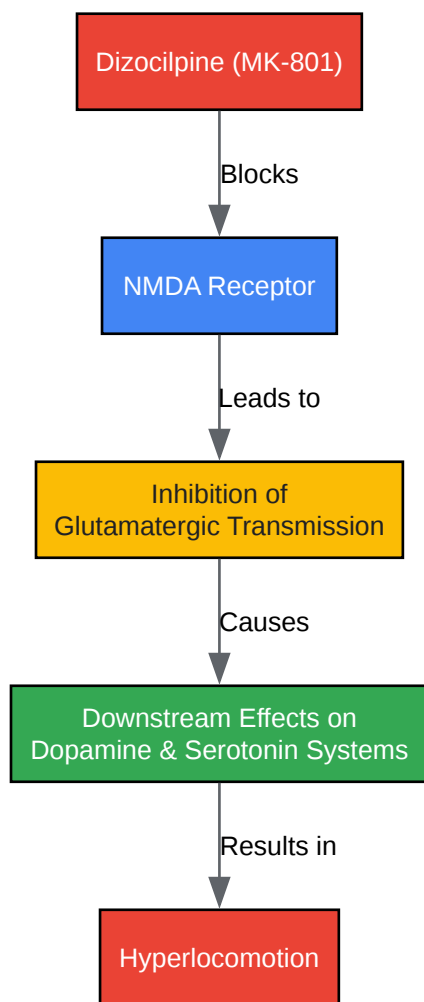 Dizocilpine (MK-801)
Blocks
NMDA Receptor
Leads to
Inhibition of
Glutamatergic Transmission
Causes
Downstream Effects on
Dopamine & Serotonin Systems
Results in
Hyperlocomotion